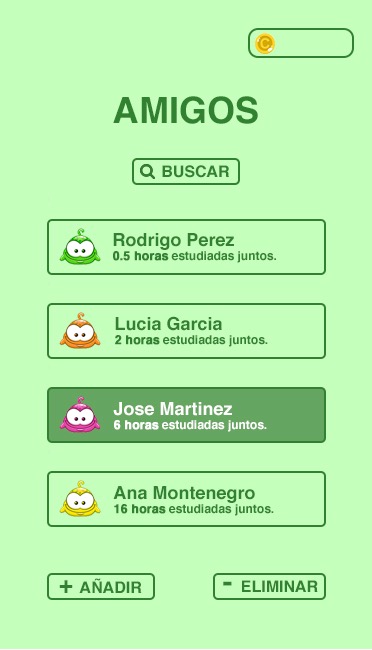 AMIGOS
BUSCAR
Rodrigo Perez
0.5 horas estudiadas juntos.
Lucia Garcia
2 horas estudiadas juntos.
Jose Martinez
6 horas estudiadas juntos.
Ana Montenegro
16 horas estudiadas juntos.
+ AÑADIR
- ELIMINAR